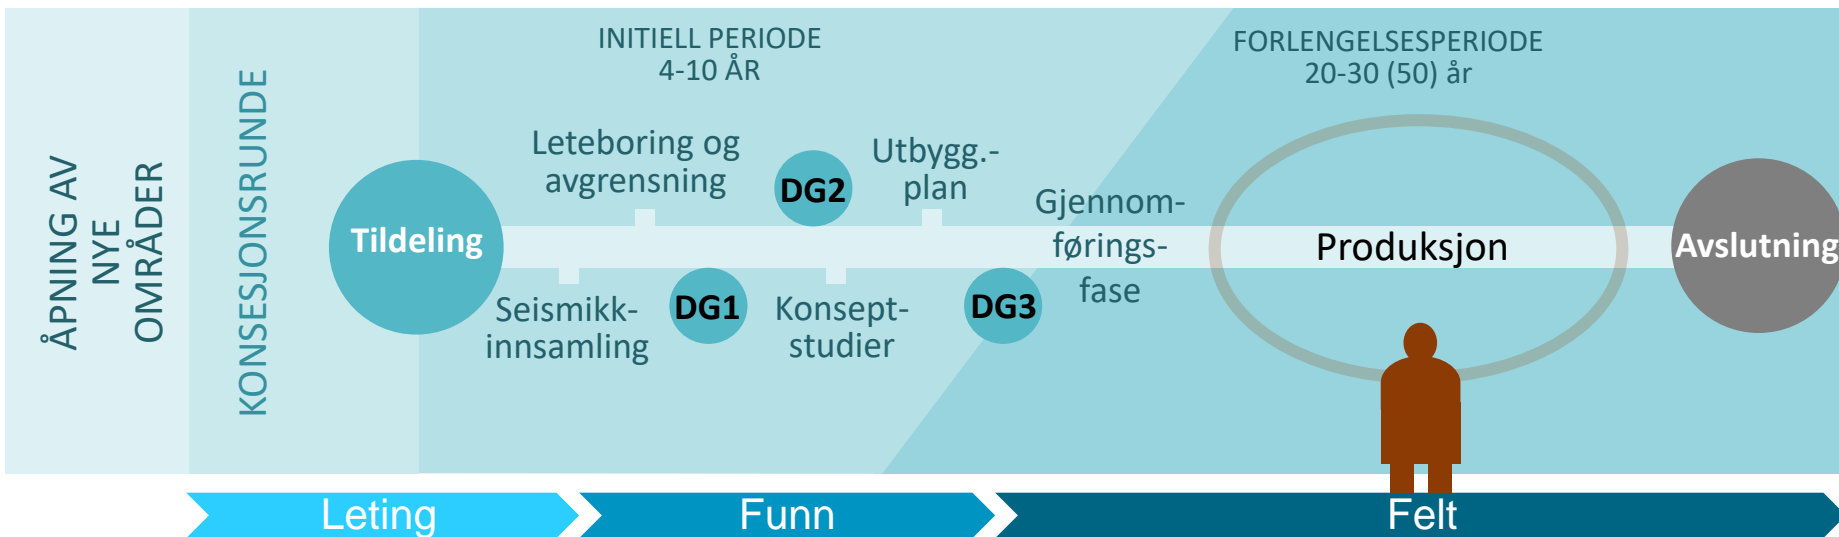 ÅPNING AV
NYE
OMRÅDER
KONSESJONSRUNDE
INITIELL PERIODE
4-10 ÅR
FORLENGELSESPERIODE
20-30 (50) år
Tildeling
Leteboring og
avgrensning
Seismikk-
innsamling
DG1
DG2
Konsept-
studier
Utbygg.-
plan
DG3
Gjennom-
førings-
fase
Produksjon
Avslutning
Leting
Funn
Felt